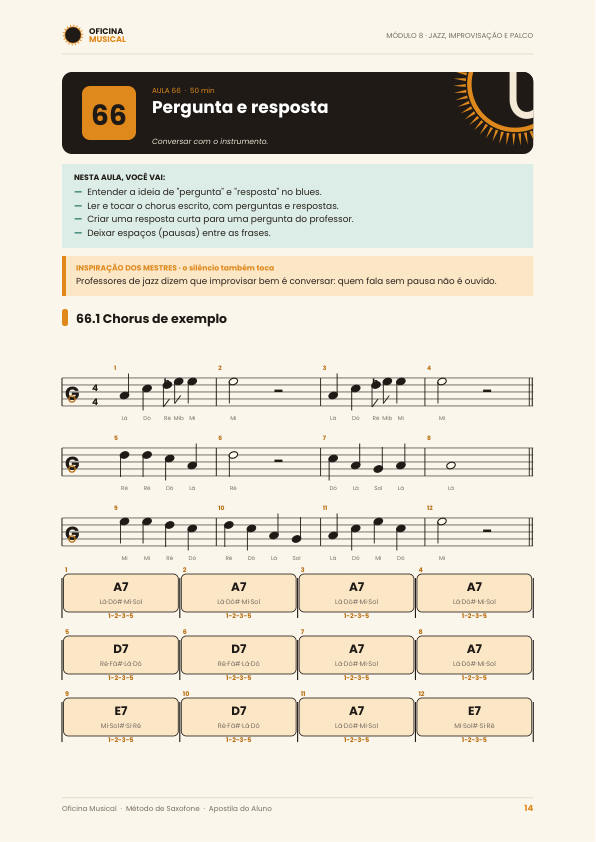 OFICINA
MUSICAL
MÓDULO 8 · JAZZ, IMPROVISAÇÃO E PALCO
66
AULA 66 · 50 min
Pergunta e resposta
Conversar com o instrumento.
NESTA AULA, VOCÊ VAI:
— Entender a ideia de "pergunta" e "resposta" no blues.
— Ler e tocar o chorus escrito, com perguntas e respostas.
— Criar uma resposta curta para uma pergunta do professor.
— Deixar espaços (pausas) entre as frases.
INSPIRAÇÃO DOS MESTRES · o silêncio também toca
Professores de jazz dizem que improvisar bem é conversar: quem fala sem pausa não é ouvido.
66.1 Chorus de exemplo
1 2 3 4
G 4 4
Lá Dó Ré Mib Mi Mi Lá Dó Ré Mib Mi Mi
5 6 7 8
G
Ré Ré Dó Lá Ré Dó Lá Sol Lá Lá
9 10 11 12
G
Mi Mi Ré Dó Ré Dó Lá Sol Lá Dó Mi Dó Mi
1 2 3 4
A7 A7 A7 A7
Lá·Dó#·Mi·Sol Lá·Dó#·Mi·Sol Lá·Dó#·Mi·Sol Lá·Dó#·Mi·Sol
1-2-3-5 1-2-3-5 1-2-3-5 1-2-3-5
5 6 7 8
D7 D7 A7 A7
Ré·Fá#·Lá·Dó Ré·Fá#·Lá·Dó Lá·Dó#·Mi·Sol Lá·Dó#·Mi·Sol
1-2-3-5 1-2-3-5 1-2-3-5 1-2-3-5
9 10 11 12
E7 D7 A7 E7
Mi·Sol#·Si·Ré Ré·Fá#·Lá·Dó Lá·Dó#·Mi·Sol Mi·Sol#·Si·Ré
1-2-3-5 1-2-3-5 1-2-3-5 1-2-3-5
Oficina Musical · Método de Saxofone · Apostila do Aluno
14